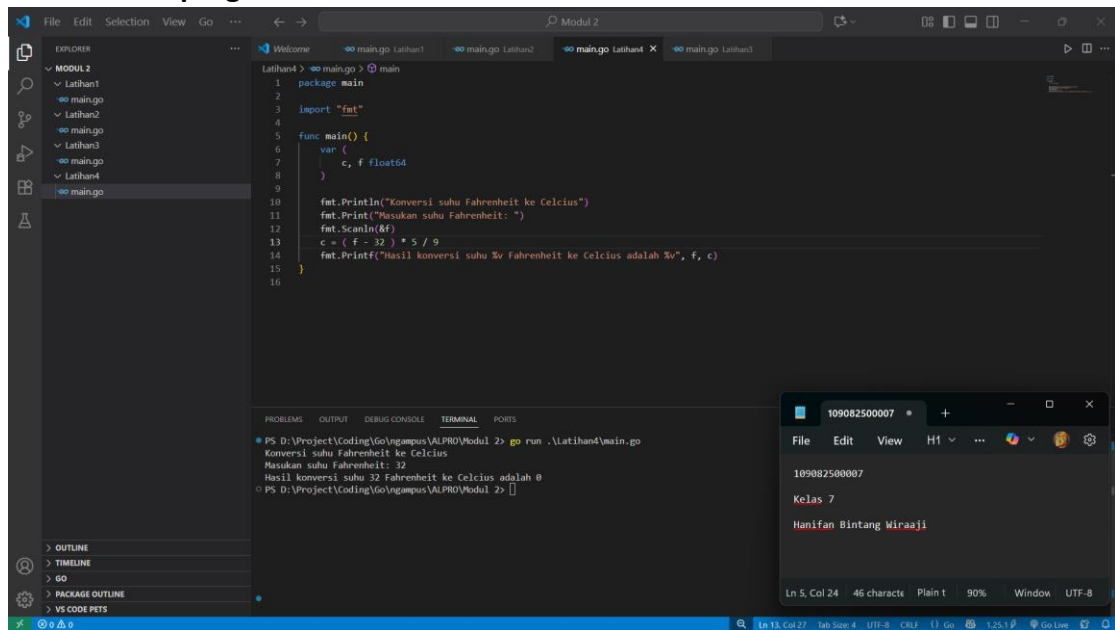 File Edit Selection View Go ... Modul 2
EXPLORER ...
MODUL 2
Latihan1
main.go
Latihan2
main.go
Latihan3
main.go
Latihan4
main.go
OUTLINE
TIMELINE
GO
PACKAGE OUTLINE
VS CODE PETS
Welcome main.go Latihan1 main.go Latihan2 main.go Latihan4 main.go Latihan3 ...
Latihan4 > main.go > main
1 package main
2
3 import "fmt"
4
5 func main() {
6 var (
7 c, f float64
8 )
9
10 fmt.Println("Konversi suhu Fahrenheit ke Celcius")
11 fmt.Print("Masukan suhu Fahrenheit: ")
12 fmt.Scanln(&f)
13 c = ( f - 32 ) * 5 / 9
14 fmt.Printf("Hasil konversi suhu %v Fahrenheit ke Celcius adalah %v", f, c)
15 }
16
PROBLEMS OUTPUT DEBUG CONSOLE TERMINAL PORTS
PS D:\Project\Coding\Go\ngampus\ALPRO\Modul 2> go run .\Latihan4\main.go
Konversi suhu Fahrenheit ke Celcius
Masukan suhu Fahrenheit: 32
Hasil konversi suhu 32 Fahrenheit ke Celcius adalah 0
PS D:\Project\Coding\Go\ngampus\ALPRO\Modul 2>
109082500007
File Edit View H1 ...
109082500007
Kelas 7
Hanifan Bintang Wiraaji
Ln 5, Col 24 46 characte Plain t 90% Window UTF-8
0 0 Ln 13, Col 27 Tab Size: 4 UTF-8 CRLF {} Go 1.25.1 Go Live